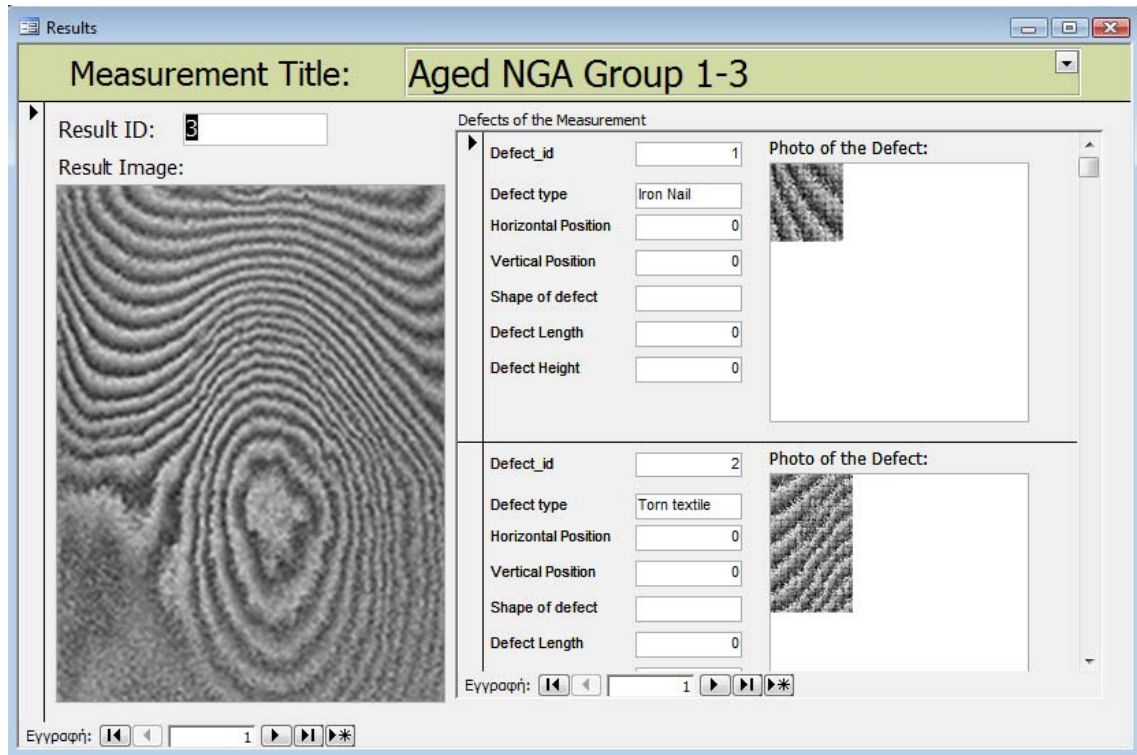 Results
Measurement Title: Aged NGA Group 1-3
Result ID: 3
Result Image:
Defects of the Measurement
Defect_id 1
Photo of the Defect:
Defect type Iron Nail
Horizontal Position 0
Vertical Position 0
Shape of defect
Defect Length 0
Defect Height 0
Defect_id 2
Photo of the Defect:
Defect type Torn textile
Horizontal Position 0
Vertical Position 0
Shape of defect
Defect Length 0
Εγγραφή: 1
Εγγραφή: 1